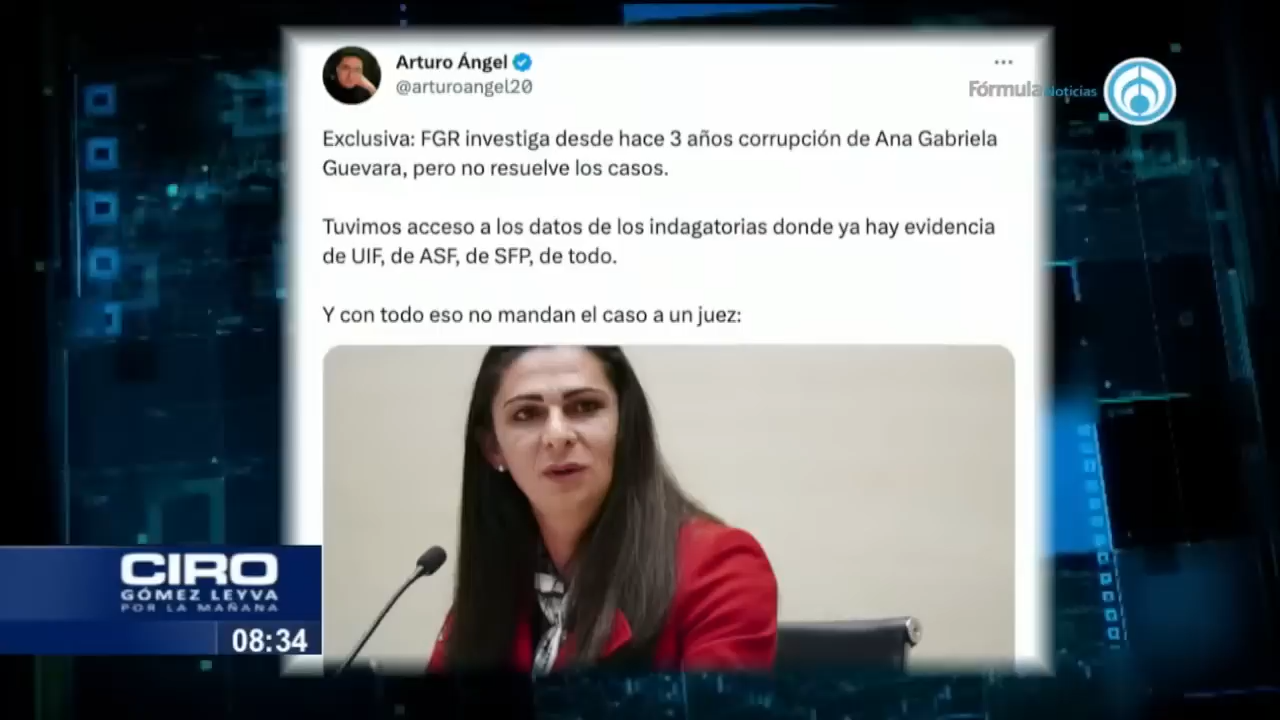 Arturo Ángel
@arturoangel20
Fórmula Noticias
Exclusiva: FGR investiga desde hace 3 años corrupción de Ana Gabriela
Guevara, pero no resuelve los casos.
Tuvimos acceso a los datos de los indagatorias donde ya hay evidencia
de UIF, de ASF, de SFP, de todo.
Y con todo eso no mandan el caso a un juez:
CIRO
GÓMEZ LEYVA
POR LA MAÑANA
08:34